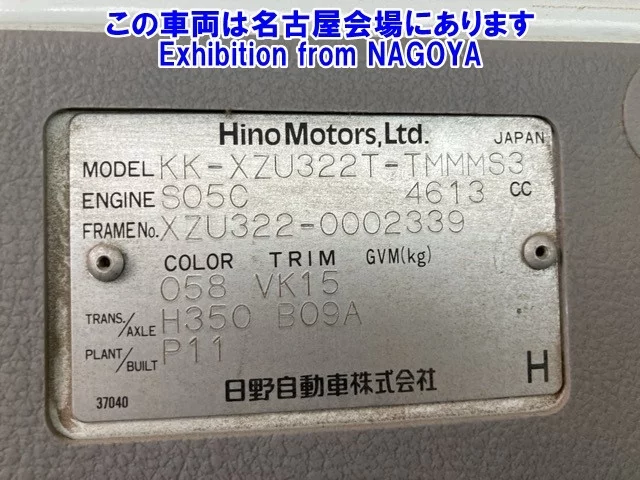 この車両は名古屋会場にあります
Exhibition from NAGOYA
Hino Motors, Ltd. JAPAN
MODEL KK-XZU322T-TMMMS3
ENGINE S05C 4613 CC
FRAME No. XZU322-0002339
COLOR TRIM GVM(kg)
058 VK15
TRANS./AXLE H350 B09A
PLANT/BUILT P11
37040 日野自動車株式会社 H